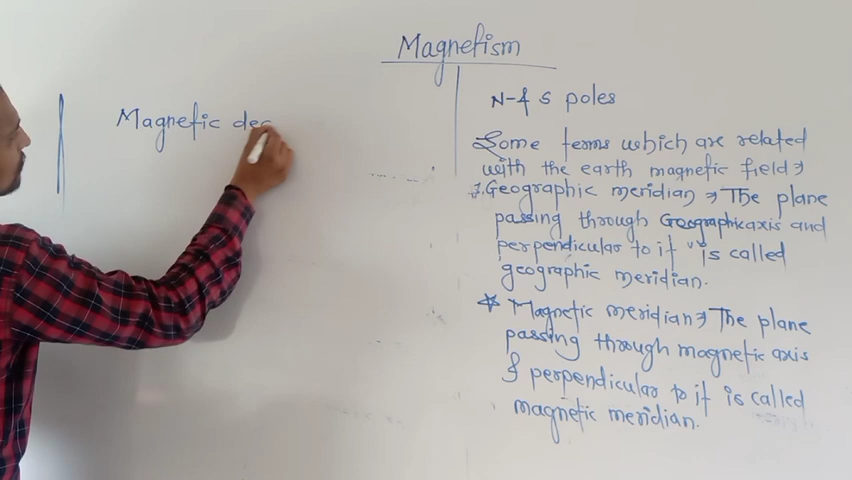 Magnetism
Magnetic dec
N-& S poles
Some terms which are related
with the earth magnetic field →
1. Geographic meridian → The plane
passing through Geographic axis and
perpendicular to it is called
geographic meridian.
* Magnetic meridian → The plane
passing through magnetic axis
& perpendicular to it is called
magnetic meridian.